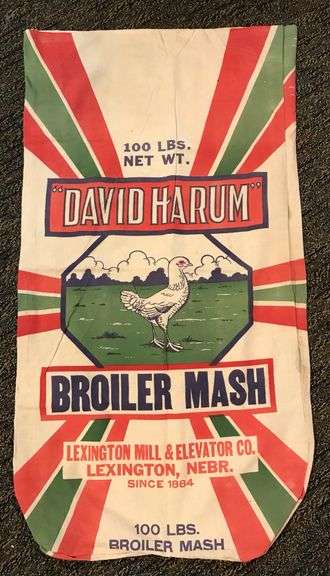 100 LBS.
NET WT.
"DAVID HARUM"
BROILER MASH
LEXINGTON MILL & ELEVATOR CO.
LEXINGTON, NEBR.
SINCE 1884
100 LBS.
BROILER MASH